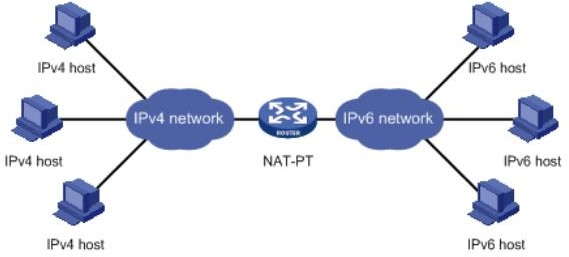 IPv4 host
IPv6 host
IPv4 network
ROUTER
IPv6 network
IPv4 host
NAT-PT
IPv6 host
IPv4 host
IPv6 host